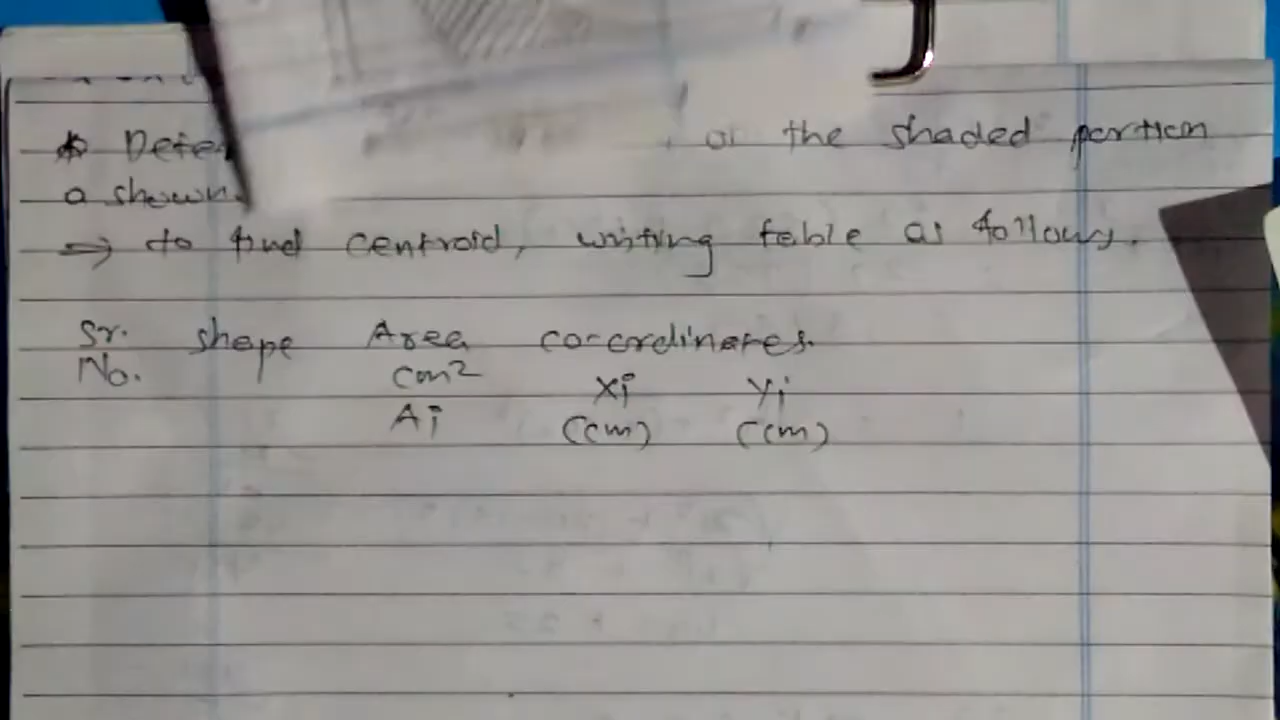 of the shaded portion
a shown.
⇒ to find centroid, writing table as follows.
Sr. shape Area co-ordinates.
No. cm2 Xi Yi
Ai (cm) (cm)